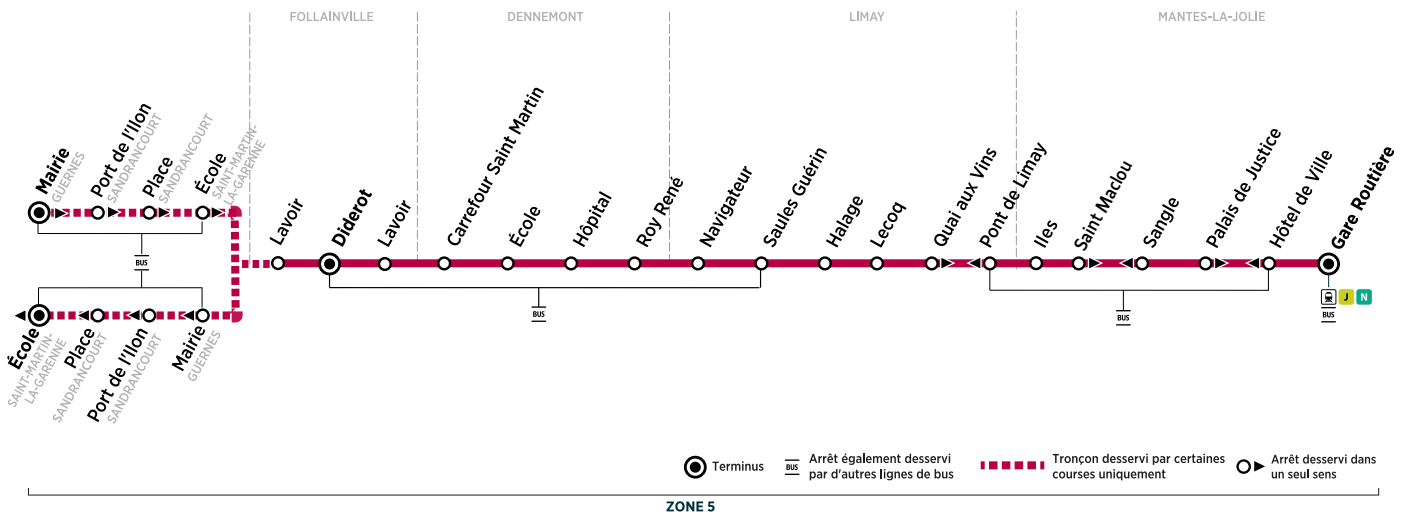 FOLLAINVILLE
DENNEMONT
LIMAY
MANTES-LA-JOLIE
Mairie
GUERNES
Port de l'Ilon
SANDRANCOURT
Place
SANDRANCOURT
École
SAINT-MARTIN-
LA-GARENNE
Lavoir
Diderot
Lavoir
Carrefour Saint Martin
École
Hôpital
Roy René
Navigateur
Saules Guérin
Halage
Lecoq
Quai aux Vins
Pont de Limay
Iles
Saint Maclou
Sangle
Palais de Justice
Hôtel de Ville
Gare Routière
BUS
J N
BUS
BUS
BUS
École
SAINT-MARTIN-
LA-GARENNE
Place
SANDRANCOURT
Port de l'Ilon
SANDRANCOURT
Mairie
GUERNES
Terminus
BUS
Arrêt également desservi
par d'autres lignes de bus
Tronçon desservi par certaines
courses uniquement
Arrêt desservi dans
un seul sens
ZONE 5